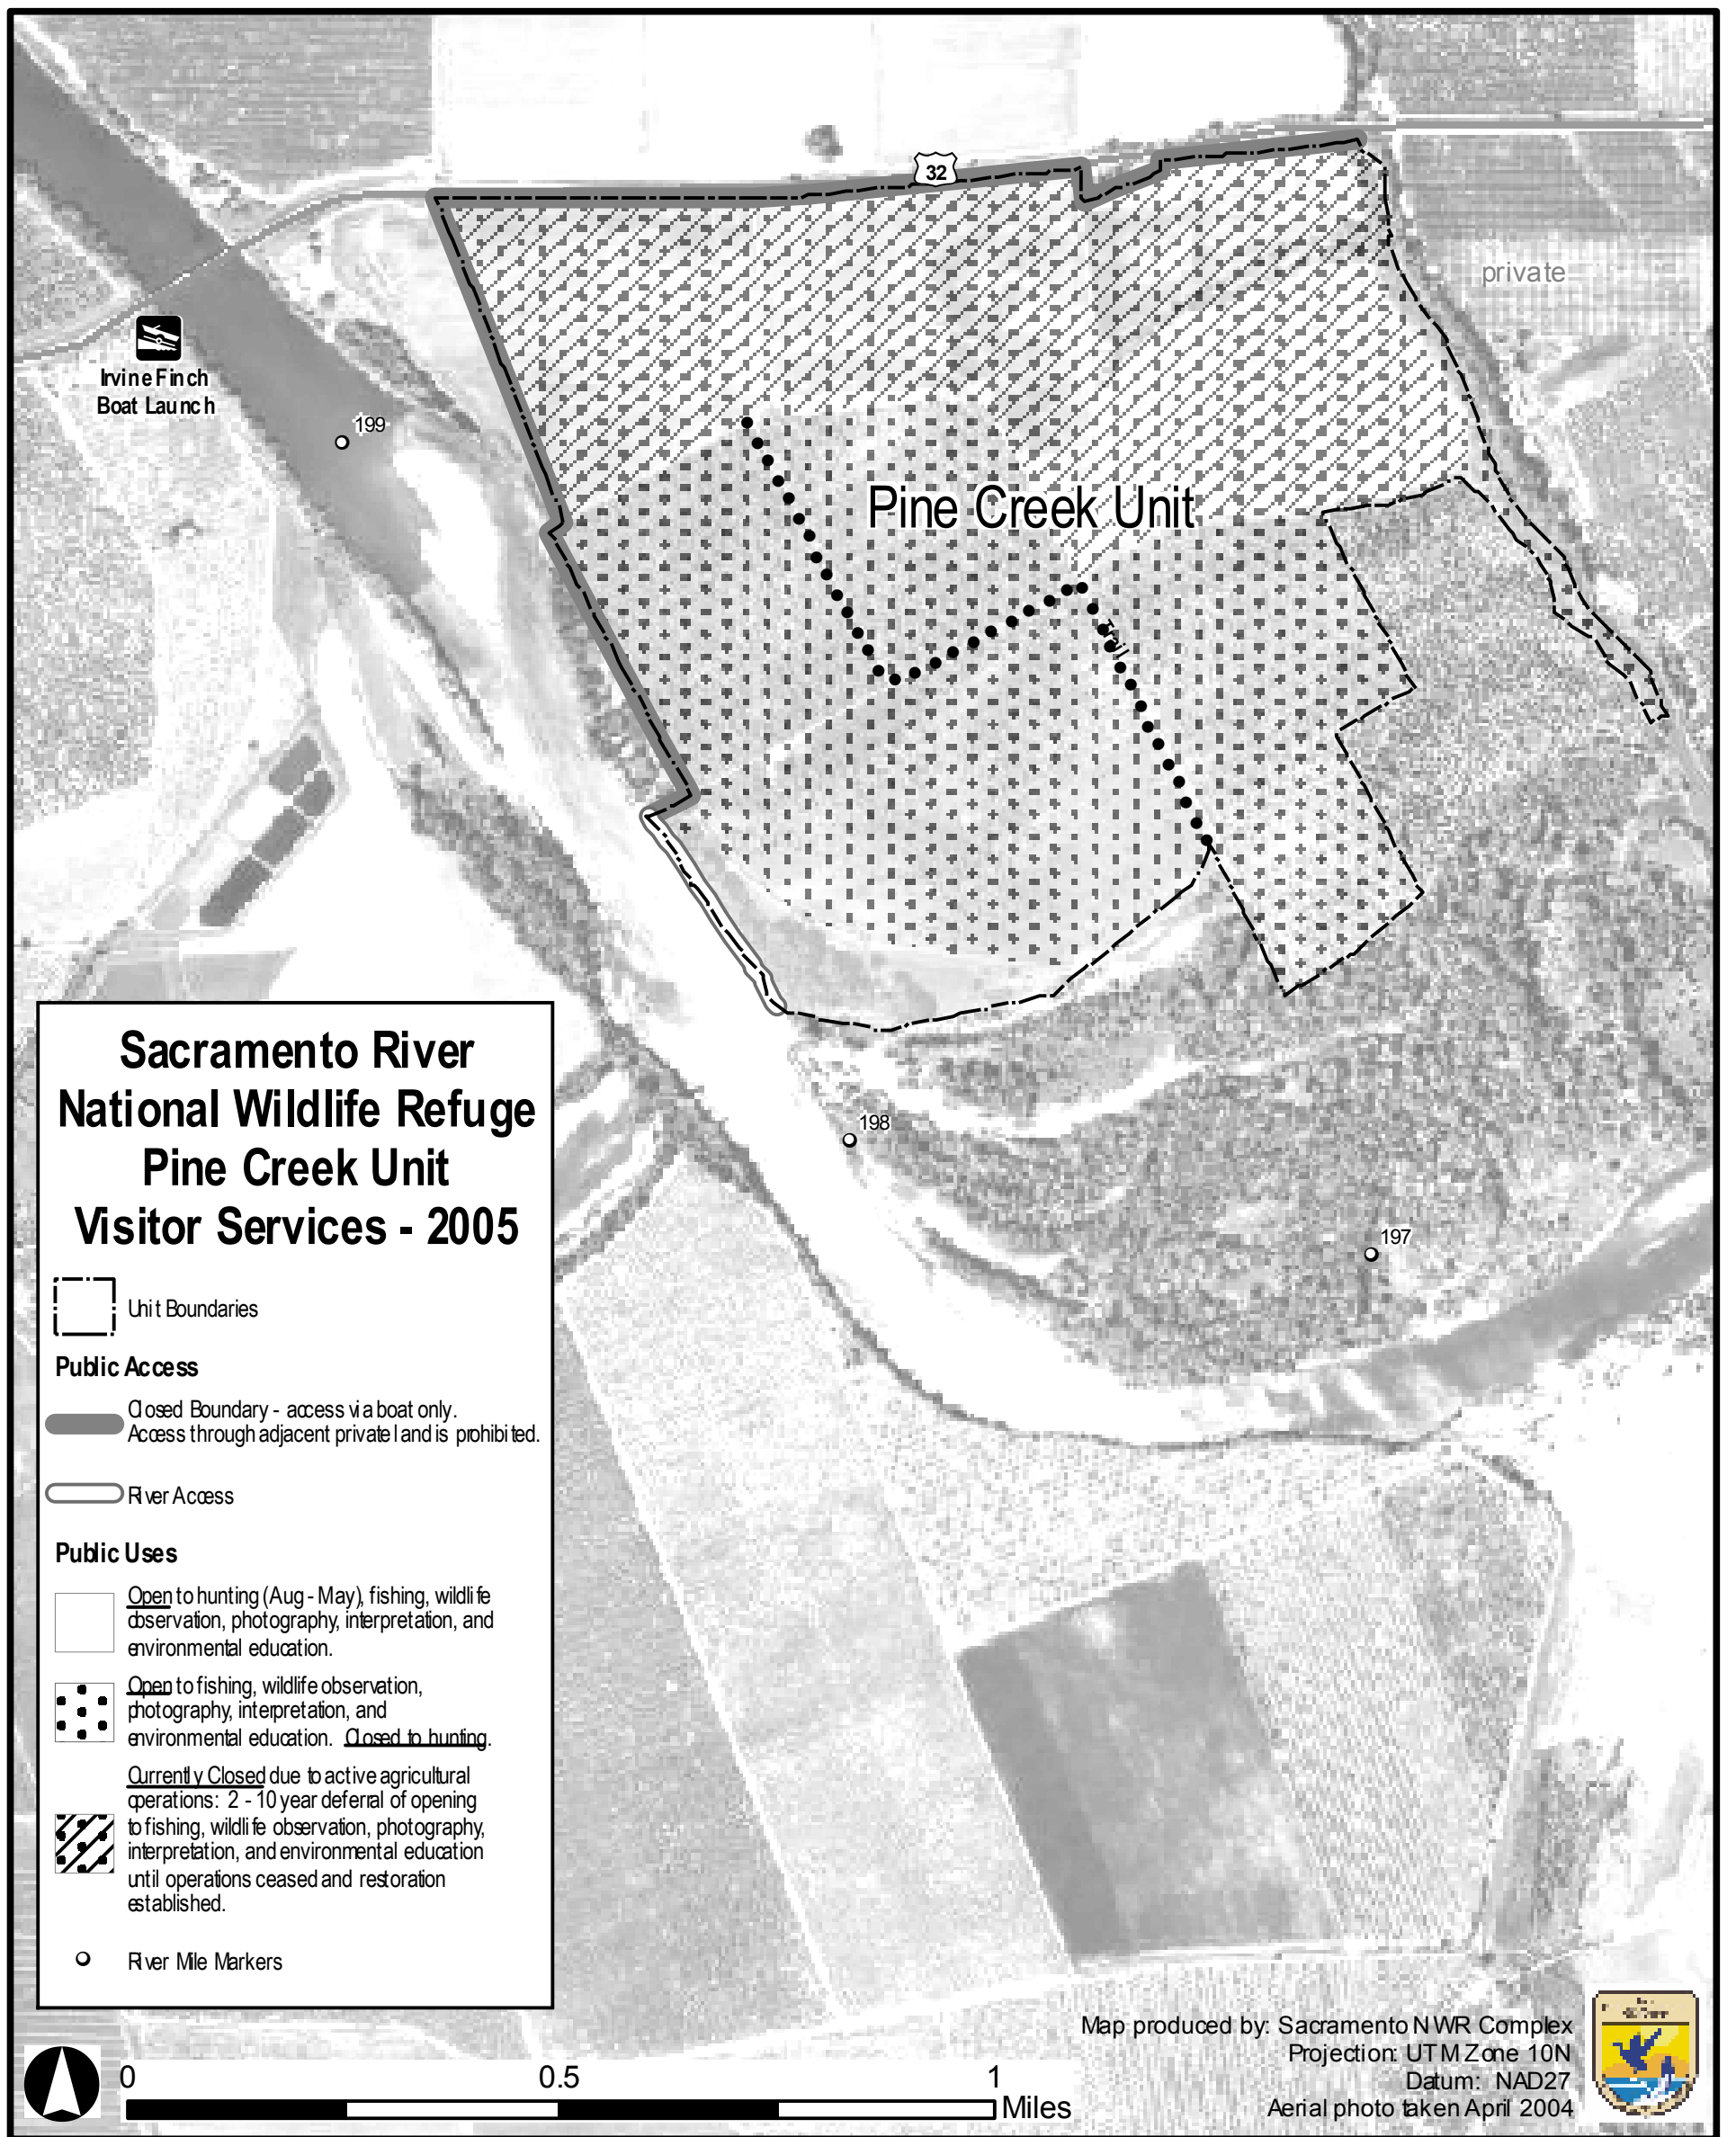 32
private
Irvine Finch
Boat Launch
199
Pine Creek Unit
Trail
198
197
Sacramento River
National Wildlife Refuge
Pine Creek Unit
Visitor Services - 2005
Unit Boundaries
Public Access
Closed Boundary - access via boat only.
Access through adjacent private land is prohibited.
River Access
Public Uses
Open to hunting (Aug - May), fishing, wildlife
observation, photography, interpretation, and
environmental education.
Open to fishing, wildlife observation,
photography, interpretation, and
environmental education. Closed to hunting.
Currently Closed due to active agricultural
operations: 2 - 10 year deferral of opening
to fishing, wildlife observation, photography,
interpretation, and environmental education
until operations ceased and restoration
established.
River Mile Markers
Map produced by: Sacramento NWR Complex
Projection: UTM Zone 10N
Datum: NAD27
Aerial photo taken April 2004
0 0.5 1
Miles